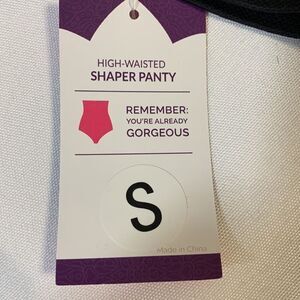 HIGH-WAISTED
SHAPER PANTY
REMEMBER:
YOU'RE ALREADY
GORGEOUS
S
Made in China